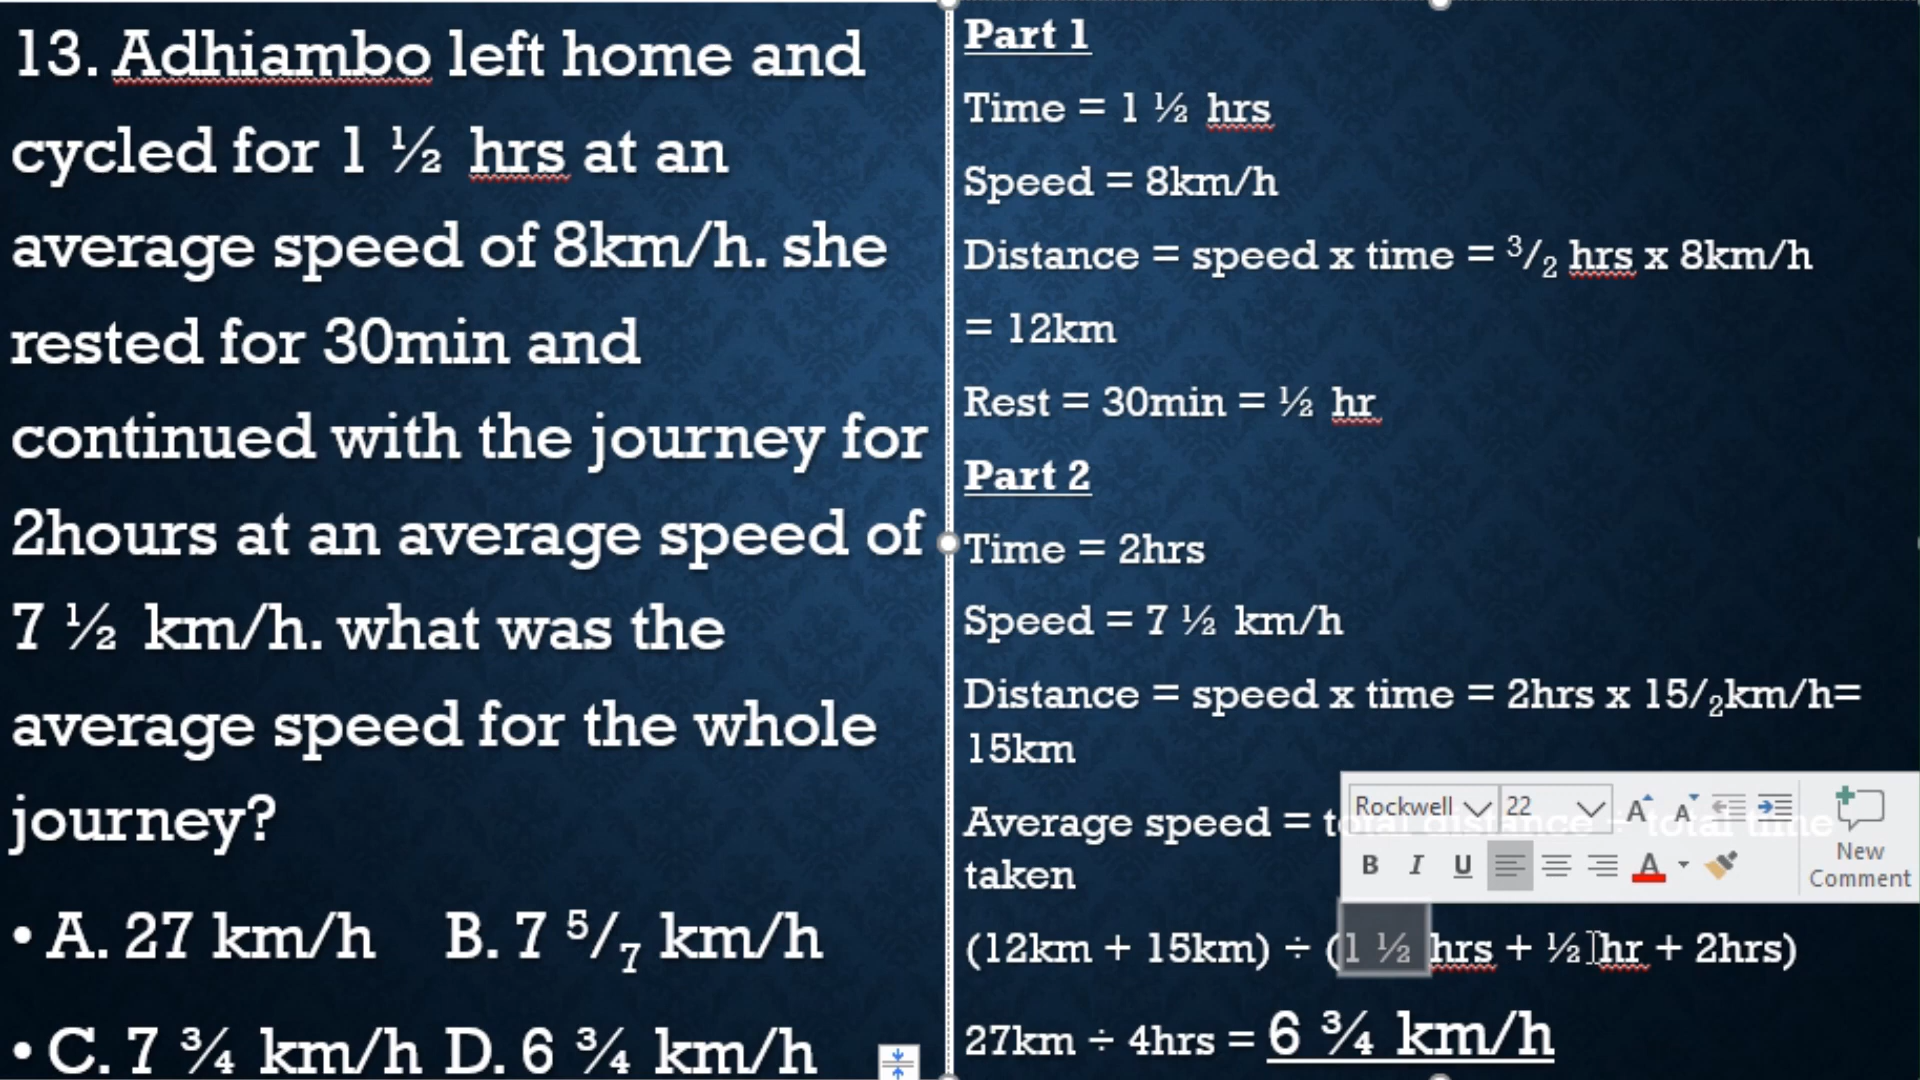 13. Adhiambo left home and
cycled for 1 ½ hrs at an
average speed of 8km/h. she
rested for 30min and
continued with the journey for
2hours at an average speed of
7 ½ km/h. what was the
average speed for the whole
journey?
• A. 27 km/h B. 7 ⁵/₇ km/h
• C. 7 ¾ km/h D. 6 ¾ km/h
Part 1
Time = 1 ½ hrs
Speed = 8km/h
Distance = speed x time = ³/₂ hrs x 8km/h
= 12km
Rest = 30min = ½ hr
Part 2
Time = 2hrs
Speed = 7 ½ km/h
Distance = speed x time = 2hrs x 15/₂km/h=
15km
Average speed = total distance ÷ total time
taken
(12km + 15km) ÷ (1 ½ hrs + ½ hr + 2hrs)
27km ÷ 4hrs = 6 ¾ km/h
Rockwell 22 A A
B I U A
New
Comment